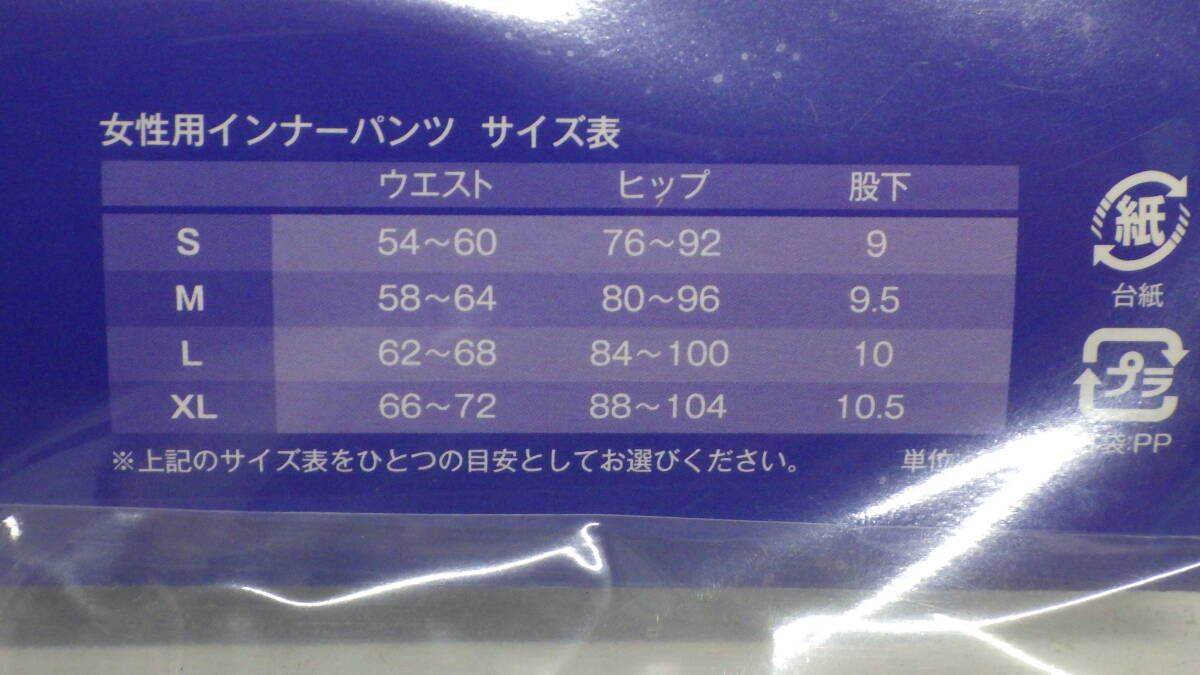 女性用インナーパンツ サイズ表
ウエスト ヒップ 股下
S 54～60 76～92 9
M 58～64 80～96 9.5
L 62～68 84～100 10
XL 66～72 88～104 10.5
※上記のサイズ表をひとつの目安としてお選びください。 単位
紙
台紙
プラ
袋:PP